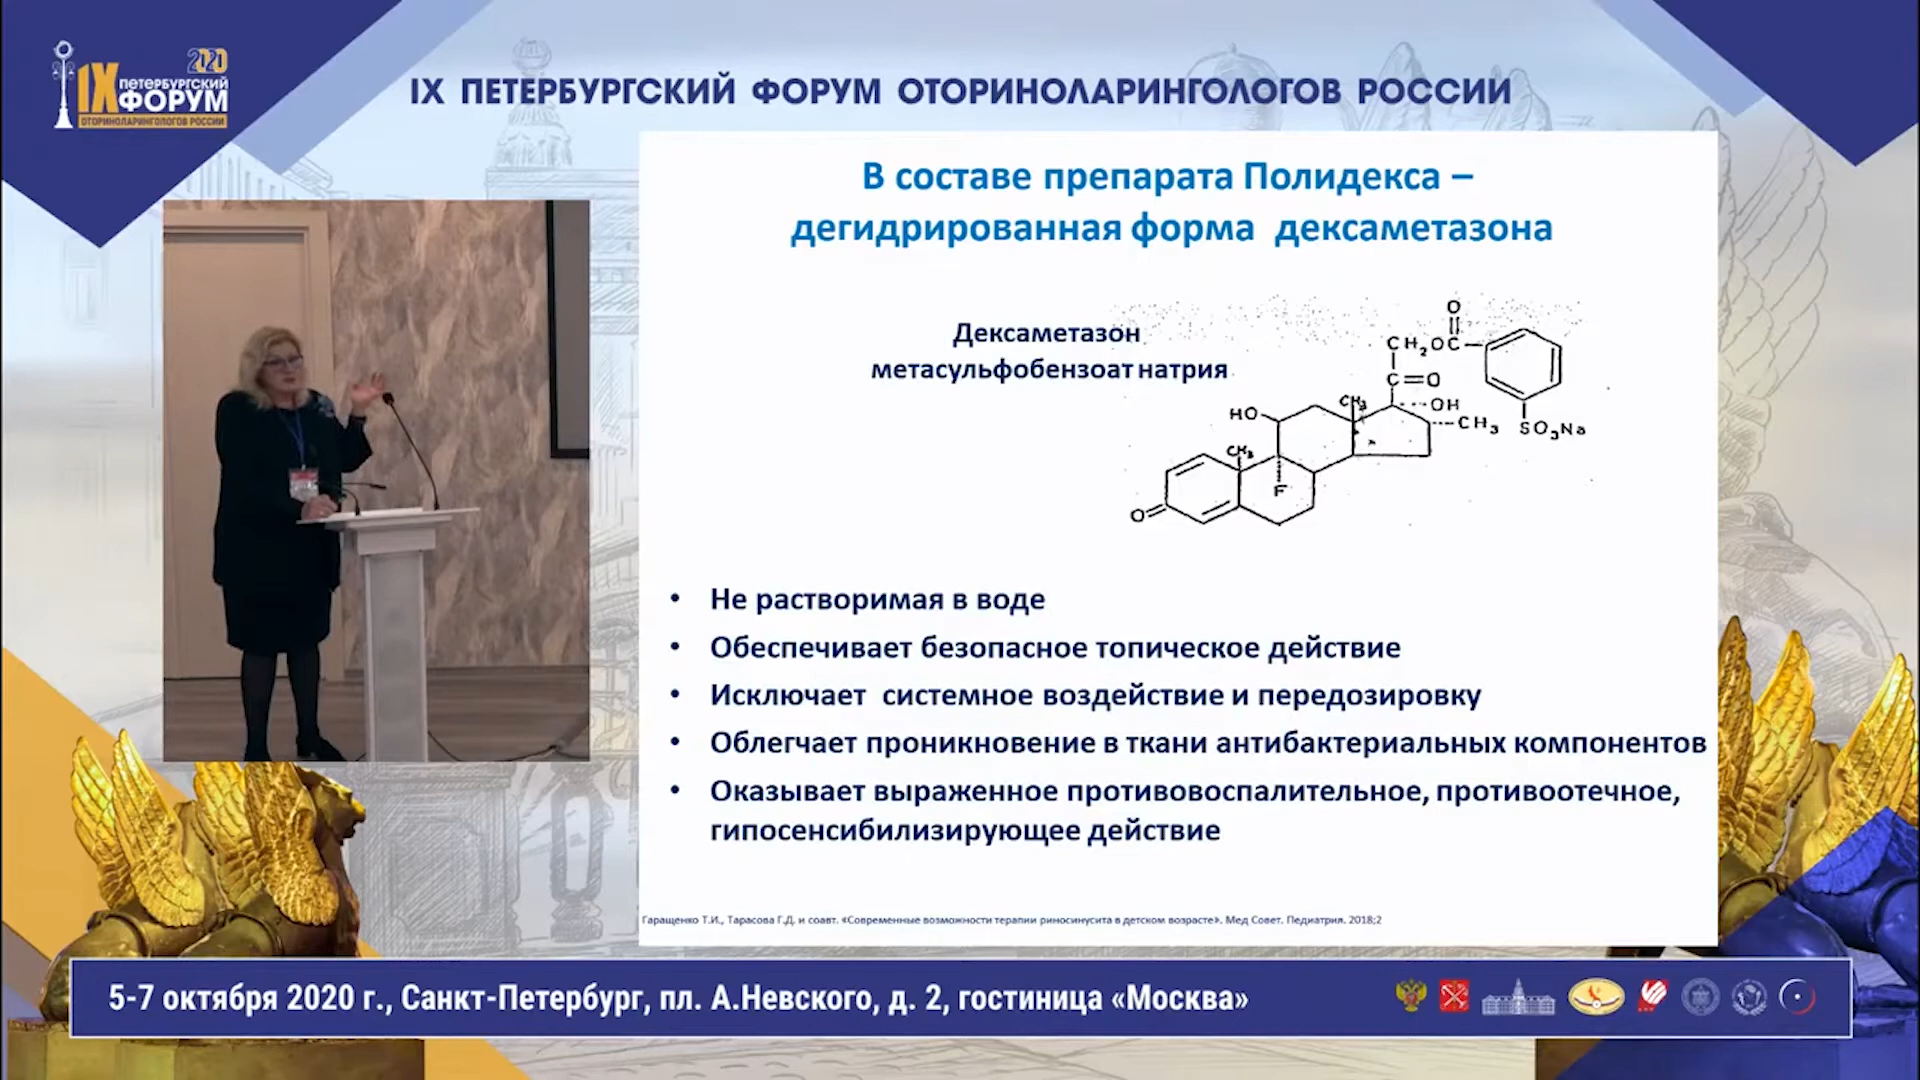 2020
IX ПЕТЕРБУРГСКИЙ
ФОРУМ
ОТОРИНОЛАРИНГОЛОГОВ РОССИИ
IX ПЕТЕРБУРГСКИЙ ФОРУМ ОТОРИНОЛАРИНГОЛОГОВ РОССИИ
В составе препарата Полидекса –
дегидрированная форма дексаметазона
Дексаметазон
метасульфобензоат натрия
O
CH₂OC
C=O
CH₃
OH
HO
CH₃
SO₃Na
CH₃
F
O
• Не растворимая в воде
• Обеспечивает безопасное топическое действие
• Исключает системное воздействие и передозировку
• Облегчает проникновение в ткани антибактериальных компонентов
• Оказывает выраженное противовоспалительное, противоотечное,
гипосенсибилизирующее действие
Гаращенко Т.И., Тарасова Г.Д. и соавт. «Современные возможности терапии риносинусита в детском возрасте». Мед Совет. Педиатрия. 2018;2
5-7 октября 2020 г., Санкт-Петербург, пл. А.Невского, д. 2, гостиница «Москва»